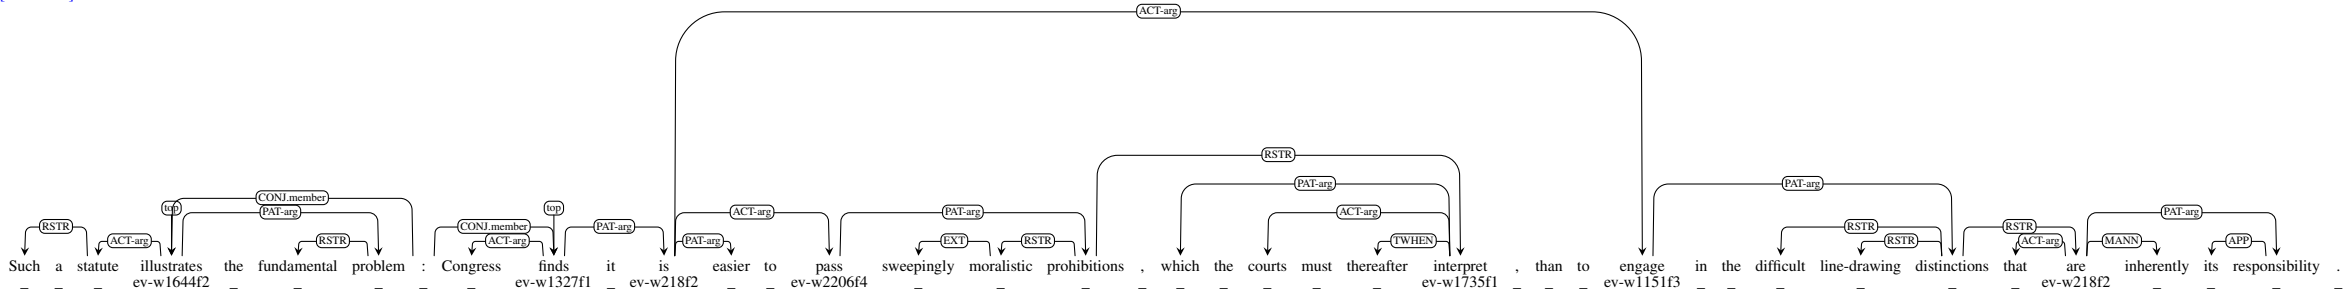 ACT-arg
RSTR
PAT-arg
CONJ.member
top PAT-arg top ACT-arg PAT-arg ACT-arg PAT-arg
RSTR CONJ.member PAT-arg RSTR RSTR
ACT-arg RSTR ACT-arg PAT-arg EXT RSTR TWHEN RSTR ACT-arg MANN APP
Such a statute illustrates the fundamental problem : Congress finds it is easier to pass sweepingly moralistic prohibitions , which the courts must thereafter interpret , than to engage in the difficult line-drawing distinctions that are inherently its responsibility .
_ _ _ ev-w1644f2 _ _ _ _ _ ev-w1327f1 _ ev-w218f2 _ _ ev-w2206f4 _ _ _ _ _ _ _ _ _ ev-w1735f1 _ _ _ ev-w1151f3 _ _ _ _ _ _ ev-w218f2 _ _ _ _